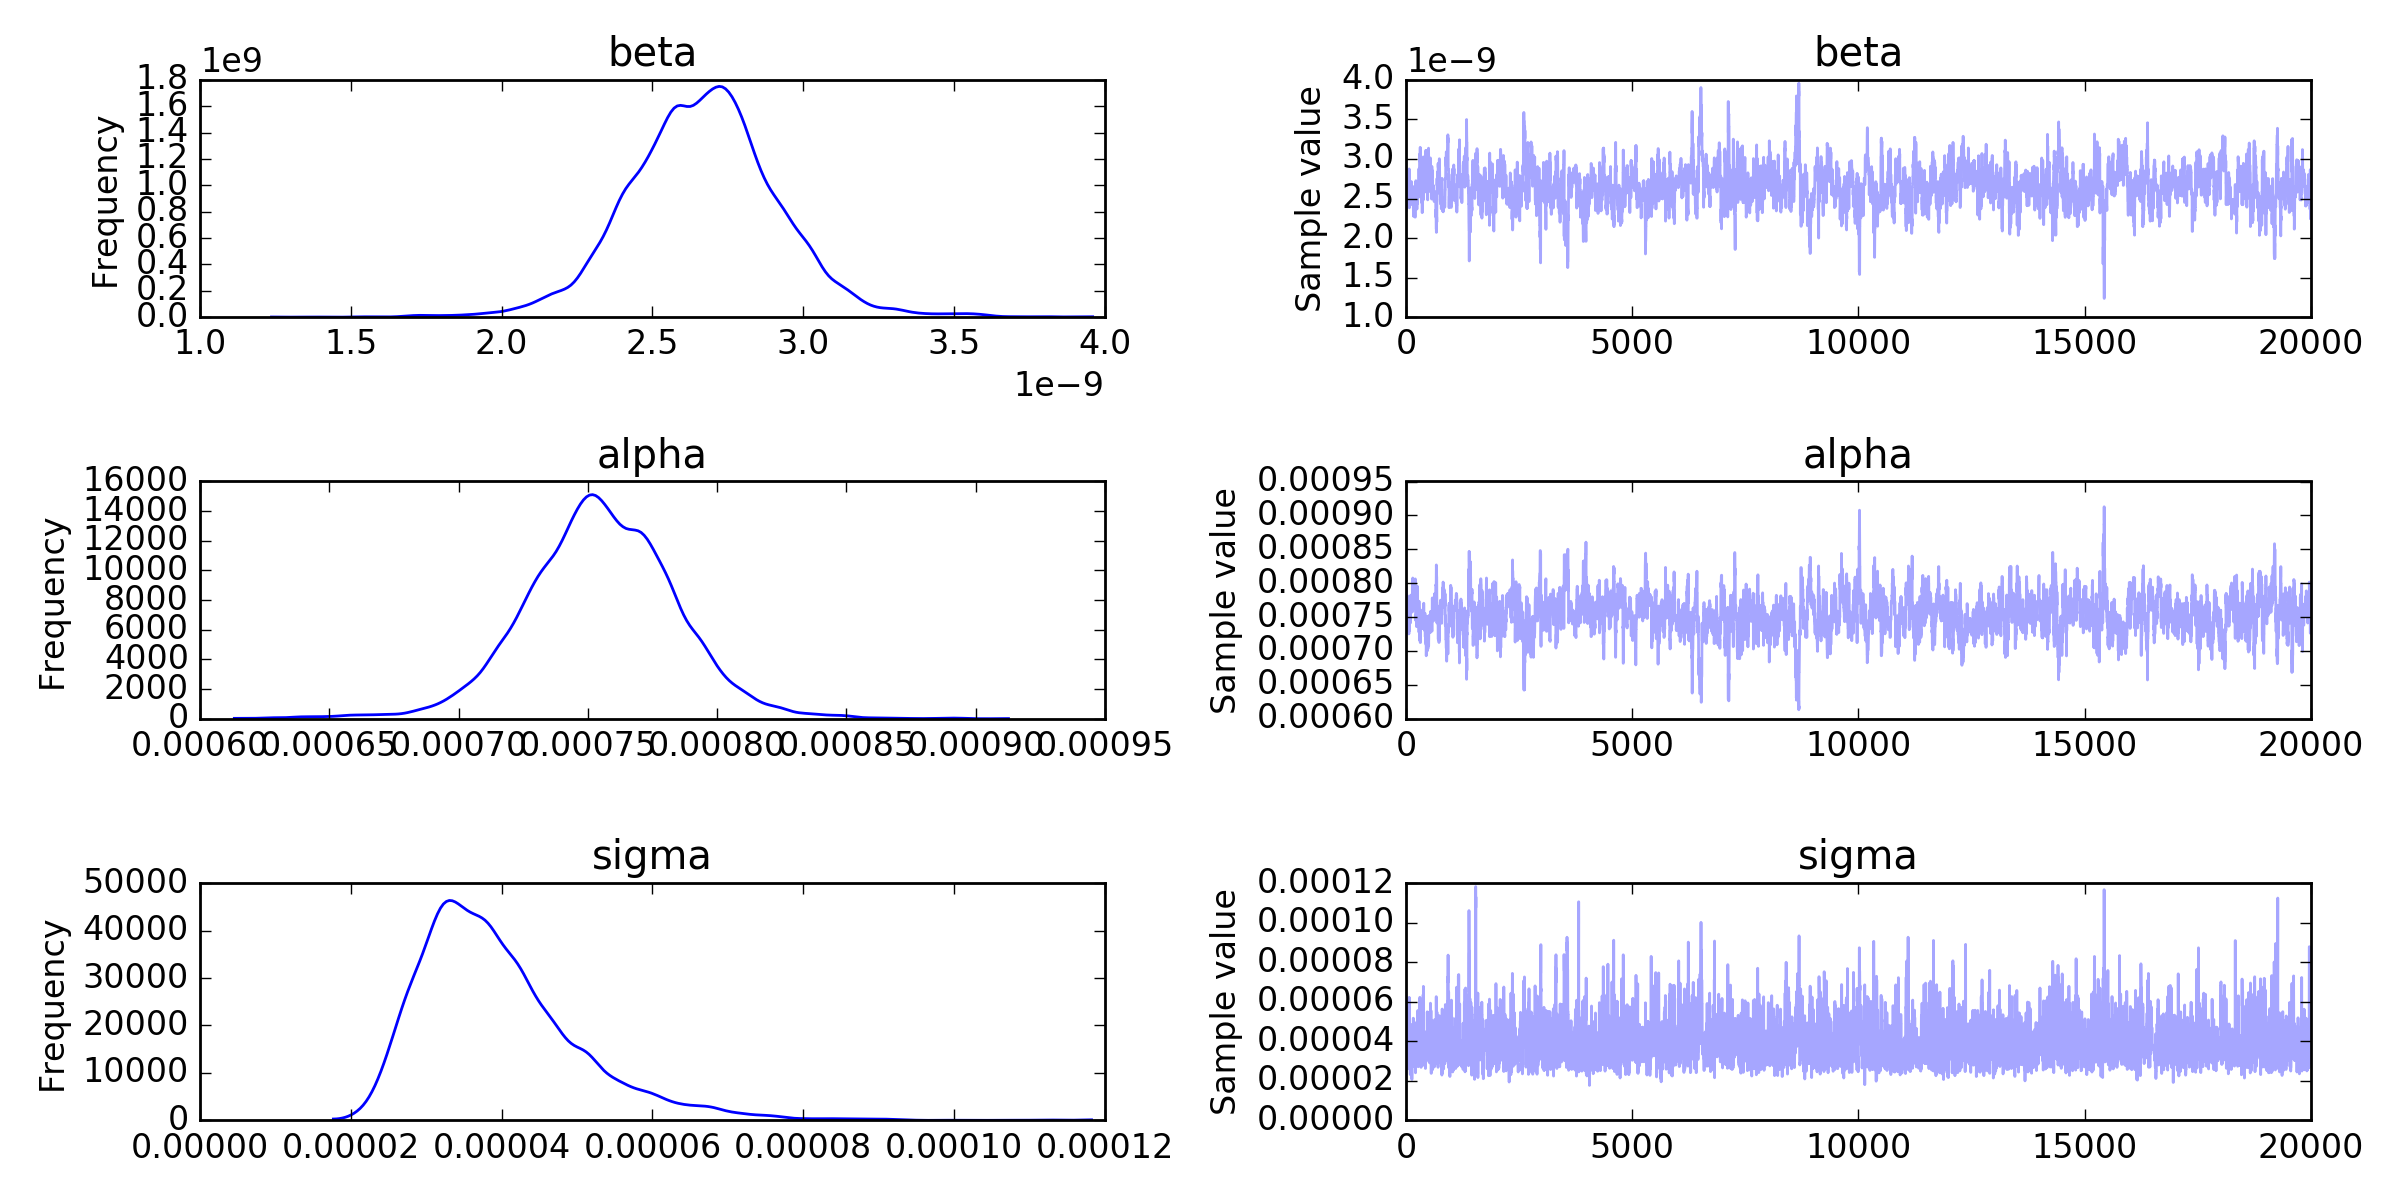 beta
1e9
Frequency
1.8
1.6
1.4
1.2
1.0
0.8
0.6
0.4
0.2
0.0
1.0 1.5 2.0 2.5 3.0 3.5 4.0
1e−9
beta
1e−9
Sample value
4.0
3.5
3.0
2.5
2.0
1.5
1.0
0 5000 10000 15000 20000
alpha
Frequency
16000
14000
12000
10000
8000
6000
4000
2000
0
0.00060 0.00065 0.00070 0.00075 0.00080 0.00085 0.00090 0.00095
alpha
Sample value
0.00095
0.00090
0.00085
0.00080
0.00075
0.00070
0.00065
0.00060
0 5000 10000 15000 20000
sigma
Frequency
50000
40000
30000
20000
10000
0
0.00000 0.00002 0.00004 0.00006 0.00008 0.00010 0.00012
sigma
Sample value
0.00012
0.00010
0.00008
0.00006
0.00004
0.00002
0.00000
0 5000 10000 15000 20000